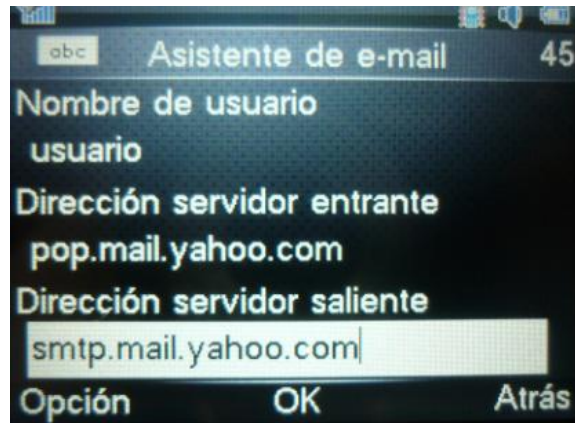 abc Asistente de e-mail 45
Nombre de usuario
usuario
Dirección servidor entrante
pop.mail.yahoo.com
Dirección servidor saliente
smtp.mail.yahoo.com
Opción OK Atrás